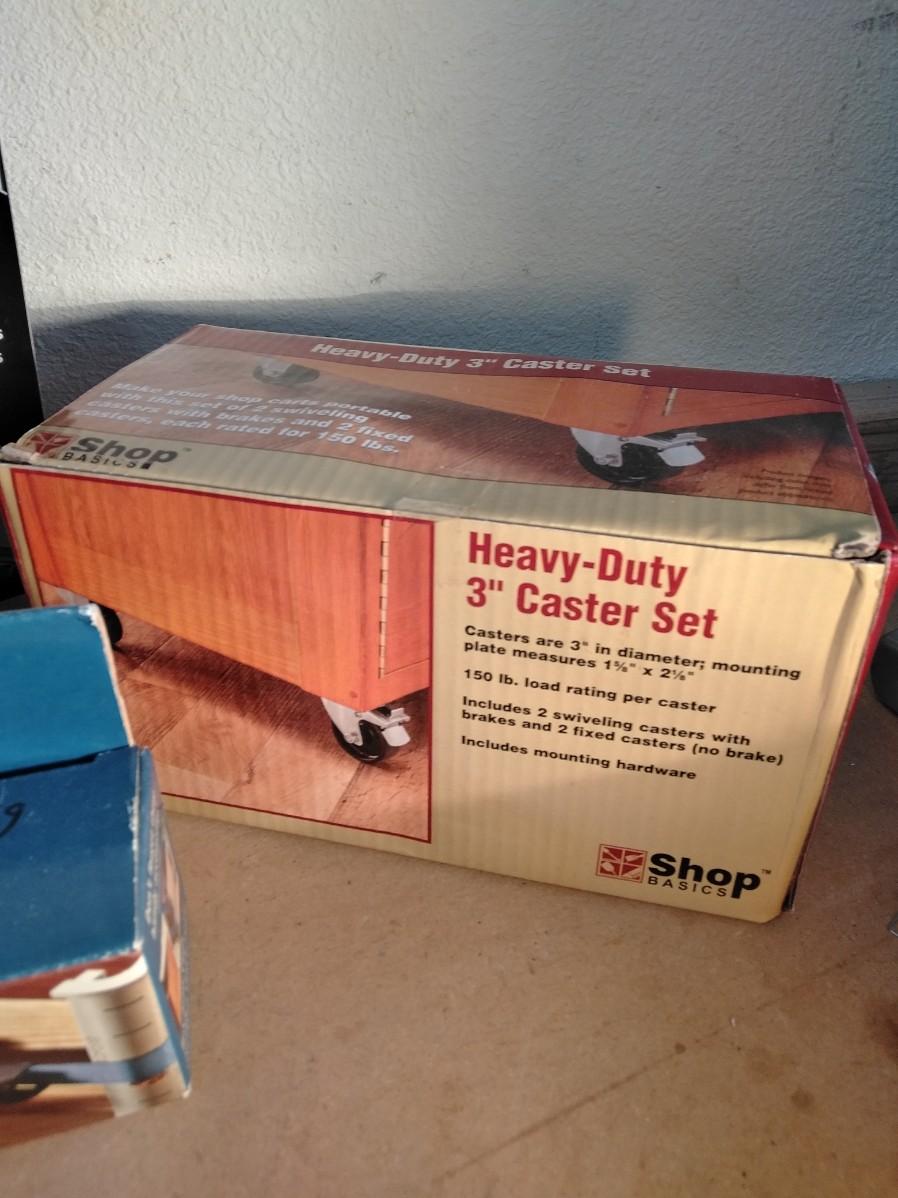 Heavy-Duty 3" Caster Set
Make your shop carts portable
with this set of 2 swiveling
casters with brakes and 2 fixed
casters, each rated for 150 lbs.
Shop™
BASICS
Heavy-Duty
3" Caster Set
Casters are 3" in diameter; mounting
plate measures 1⅝" x 2⅛"
150 lb. load rating per caster
Includes 2 swiveling casters with
brakes and 2 fixed casters (no brake)
Includes mounting hardware
Shop™
BASICS